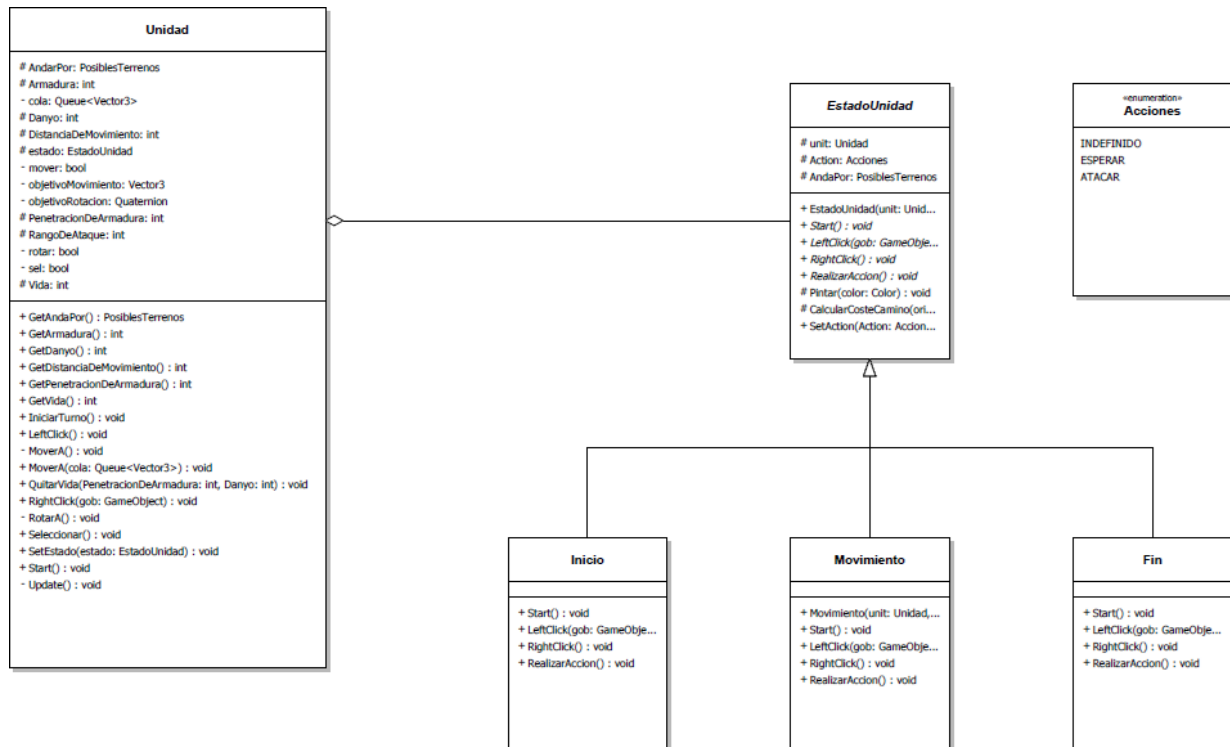 Unidad
# AndarPor: PosiblesTerrenos
# Armadura: int
- cola: Queue<Vector3>
# Danyo: int
# DistanciaDeMovimiento: int
# estado: EstadoUnidad
- mover: bool
- objetivoMovimiento: Vector3
- objetivoRotacion: Quaternion
# PenetracionDeArmadura: int
# RangoDeAtaque: int
- rotar: bool
- sel: bool
# Vida: int
+ GetAndaPor() : PosiblesTerrenos
+ GetArmadura() : int
+ GetDanyo() : int
+ GetDistanciaDeMovimiento() : int
+ GetPenetracionDeArmadura() : int
+ GetVida() : int
+ IniciarTurno() : void
+ LeftClick() : void
- MoverA() : void
+ MoverA(cola: Queue<Vector3>) : void
+ QuitarVida(PenetracionDeArmadura: int, Danyo: int) : void
+ RightClick(gob: GameObject) : void
- RotarA() : void
+ Seleccionar() : void
+ SetEstado(estado: EstadoUnidad) : void
+ Start() : void
- Update() : void
EstadoUnidad
# unit: Unidad
# Action: Acciones
# AndaPor: PosiblesTerrenos
+ EstadoUnidad(unit: Unid...
+ Start() : void
+ LeftClick(gob: GameObje...
+ RightClick() : void
+ RealizarAccion() : void
# Pintar(color: Color) : void
# CalcularCosteCamino(ori...
+ SetAction(Action: Accion...
«enumeration»
Acciones
INDEFINIDO
ESPERAR
ATACAR
Inicio
+ Start() : void
+ LeftClick(gob: GameObje...
+ RightClick() : void
+ RealizarAccion() : void
Movimiento
+ Movimiento(unit: Unidad,...
+ Start() : void
+ LeftClick(gob: GameObje...
+ RightClick() : void
+ RealizarAccion() : void
Fin
+ Start() : void
+ LeftClick(gob: GameObje...
+ RightClick() : void
+ RealizarAccion() : void